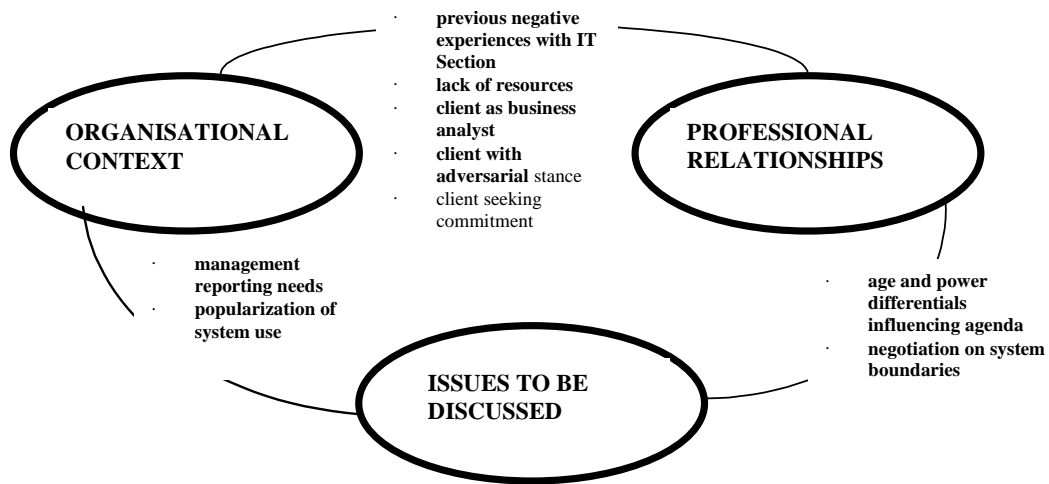 · previous negative
experiences with IT
Section
· lack of resources
· client as business
analyst
· client with
adversarial stance
· client seeking
commitment
ORGANISATIONAL
CONTEXT
PROFESSIONAL
RELATIONSHIPS
· management
reporting needs
· popularization of
system use
· age and power
differentials
influencing agenda
· negotiation on system
boundaries
ISSUES TO BE
DISCUSSED